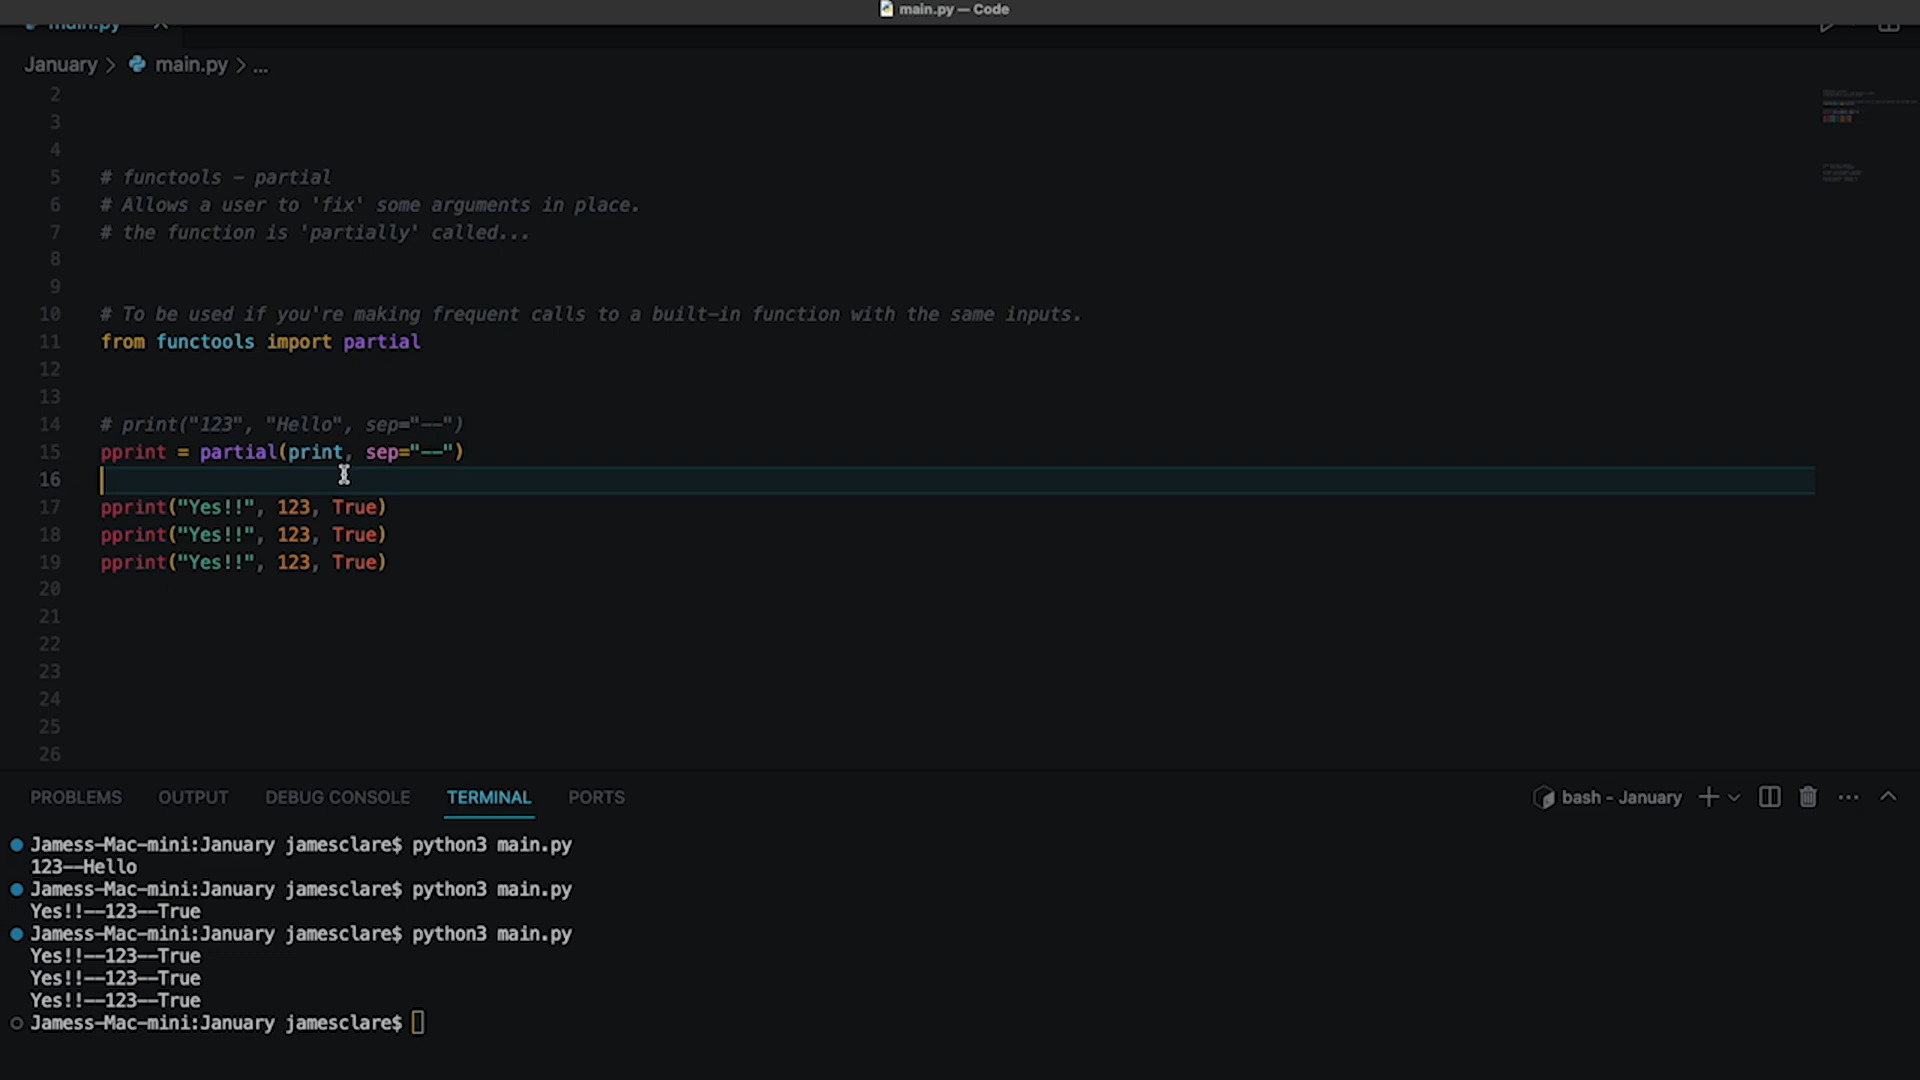 main.py — Code
main.py
January > main.py > ...
2
3
4
5 # functools - partial
6 # Allows a user to 'fix' some arguments in place.
7 # the function is 'partially' called...
8
9
10 # To be used if you're making frequent calls to a built-in function with the same inputs.
11 from functools import partial
12
13
14 # print("123", "Hello", sep="--")
15 pprint = partial(print, sep="--")
16
17 pprint("Yes!!", 123, True)
18 pprint("Yes!!", 123, True)
19 pprint("Yes!!", 123, True)
20
21
22
23
24
25
26
PROBLEMS OUTPUT DEBUG CONSOLE TERMINAL PORTS bash - January
Jamess-Mac-mini:January jamesclare$ python3 main.py
123--Hello
Jamess-Mac-mini:January jamesclare$ python3 main.py
Yes!!--123--True
Jamess-Mac-mini:January jamesclare$ python3 main.py
Yes!!--123--True
Yes!!--123--True
Yes!!--123--True
Jamess-Mac-mini:January jamesclare$